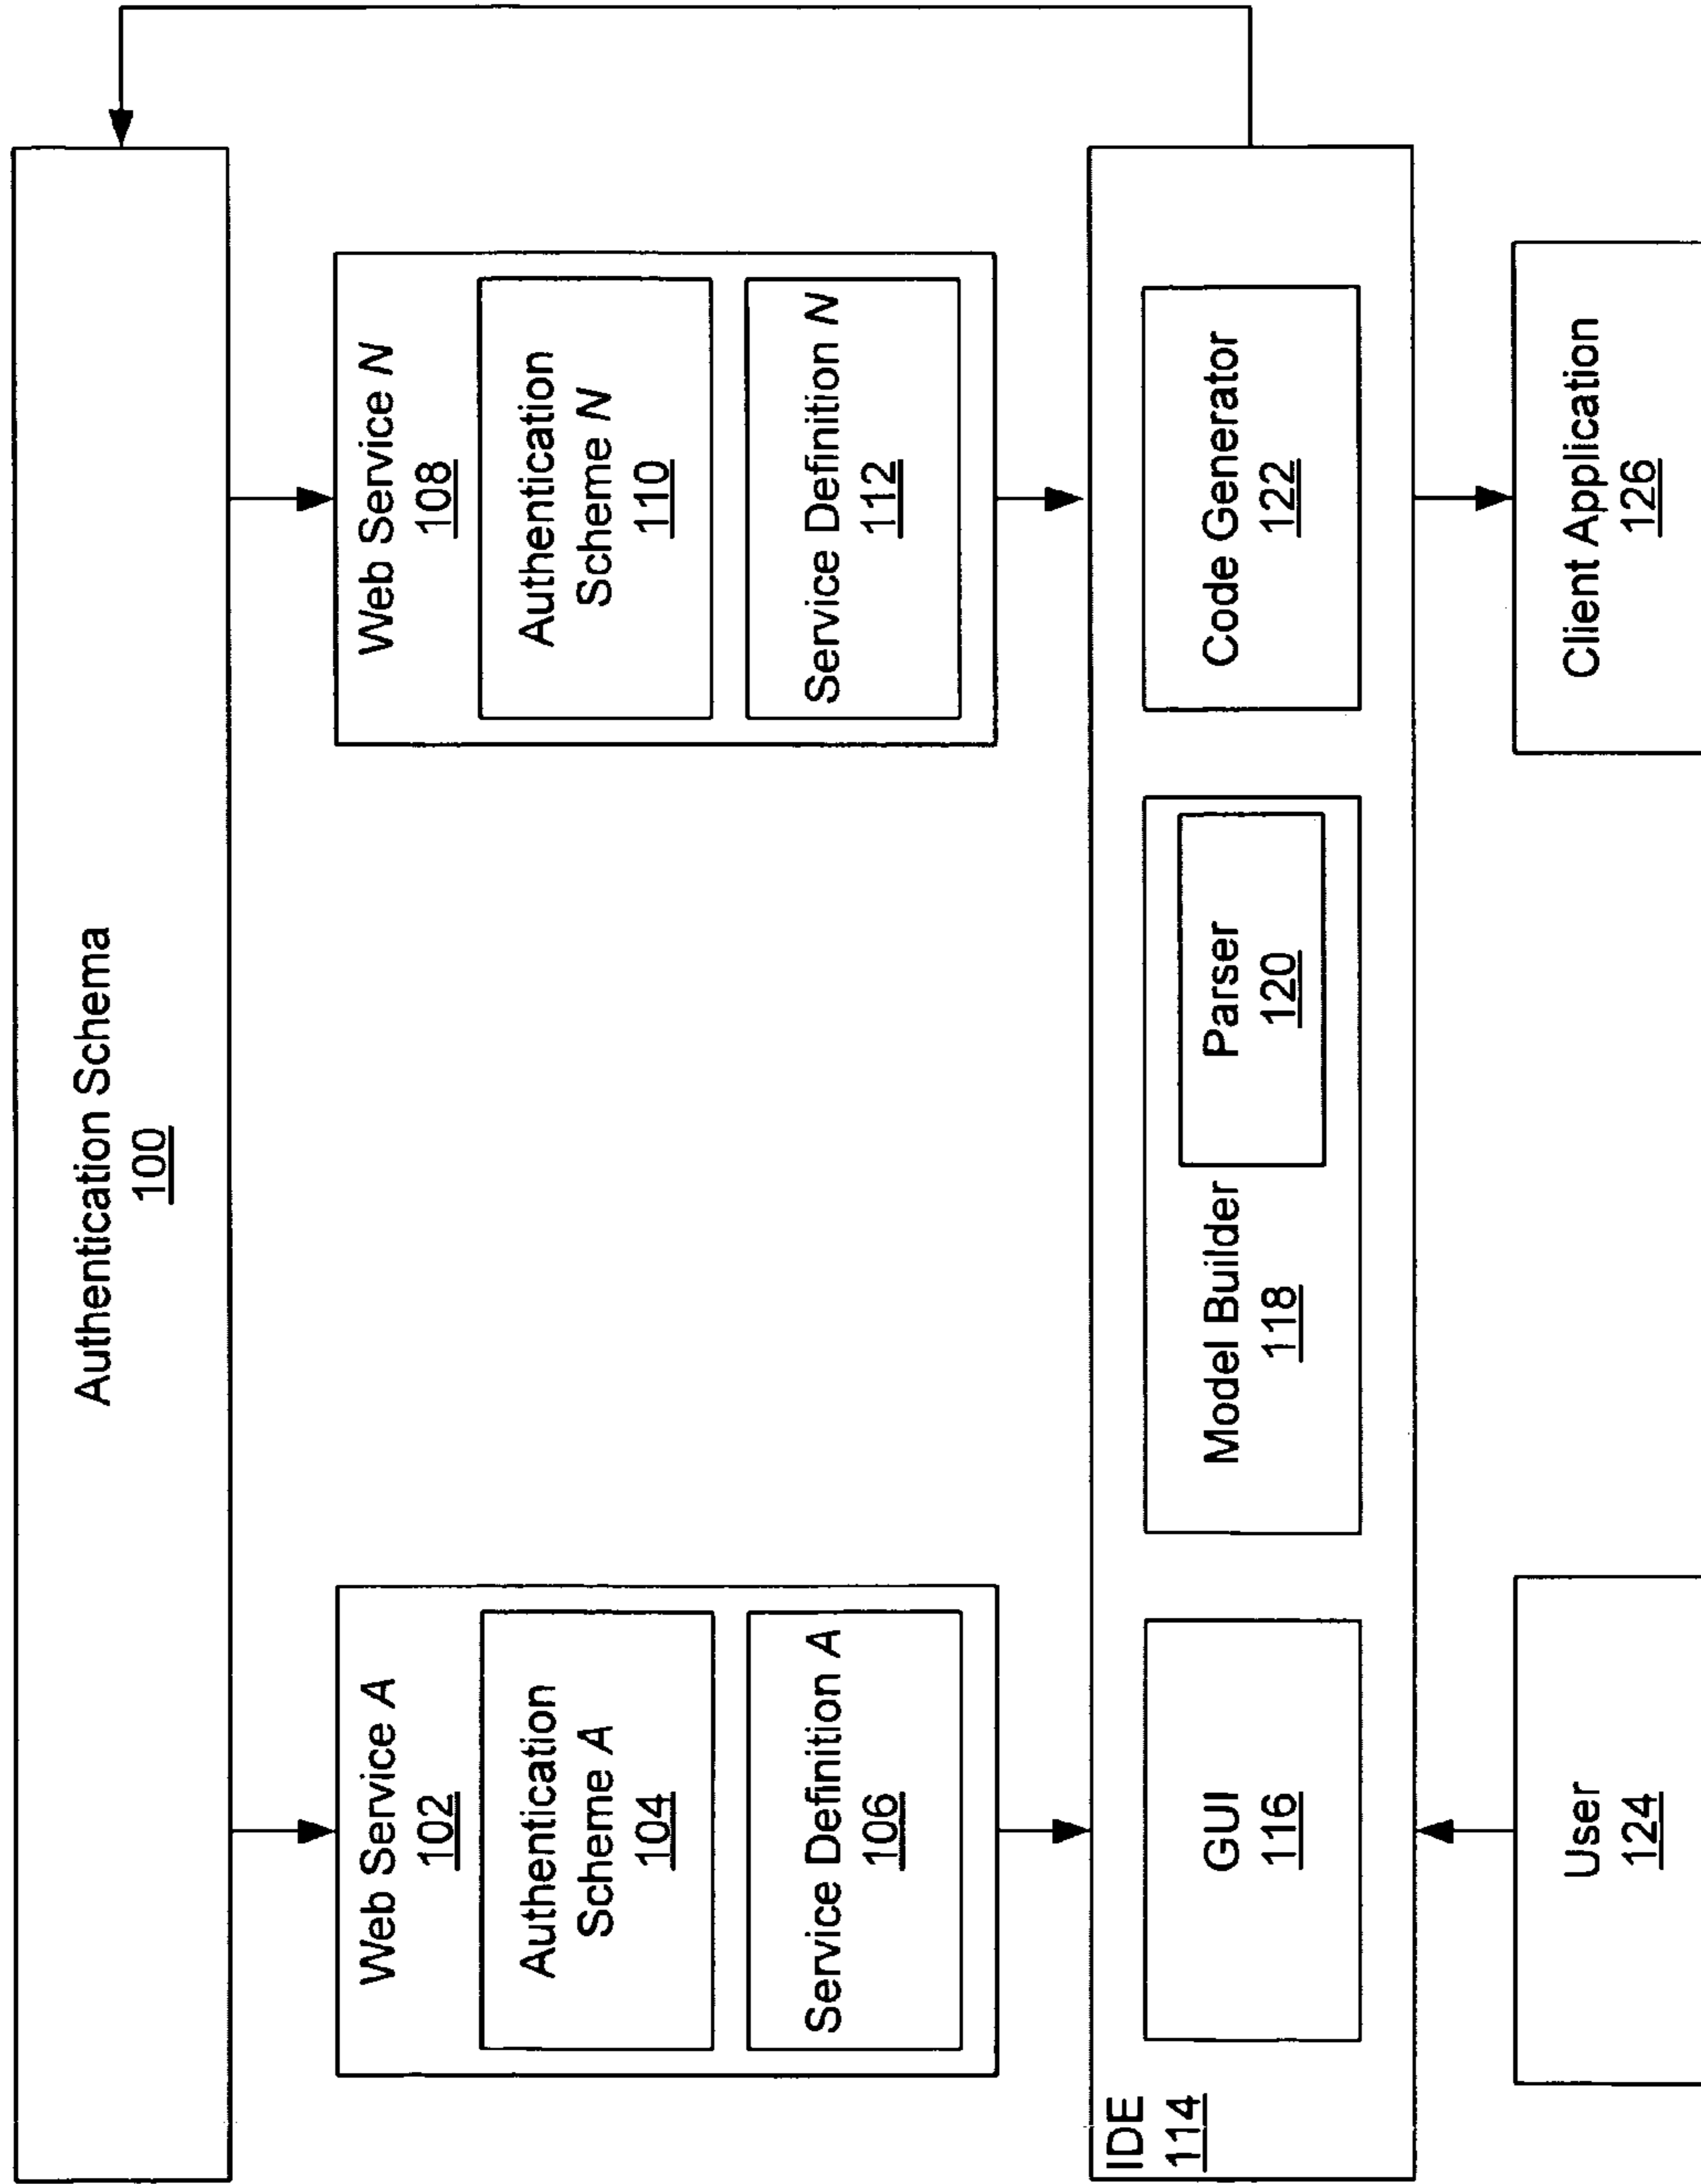 Authentication Schema
100
Web Service A
102
Authentication
Scheme A
104
Service Definition A
106
Web Service N
108
Authentication
Scheme N
110
Service Definition N
112
IDE
114
GUI
116
Model Builder
118
Parser
120
Code Generator
122
User
124
Client Application
126